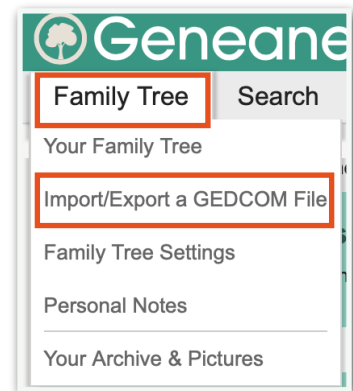 Geneane
Family Tree Search
Your Family Tree
Import/Export a GEDCOM File
Family Tree Settings
Personal Notes
Your Archive & Pictures